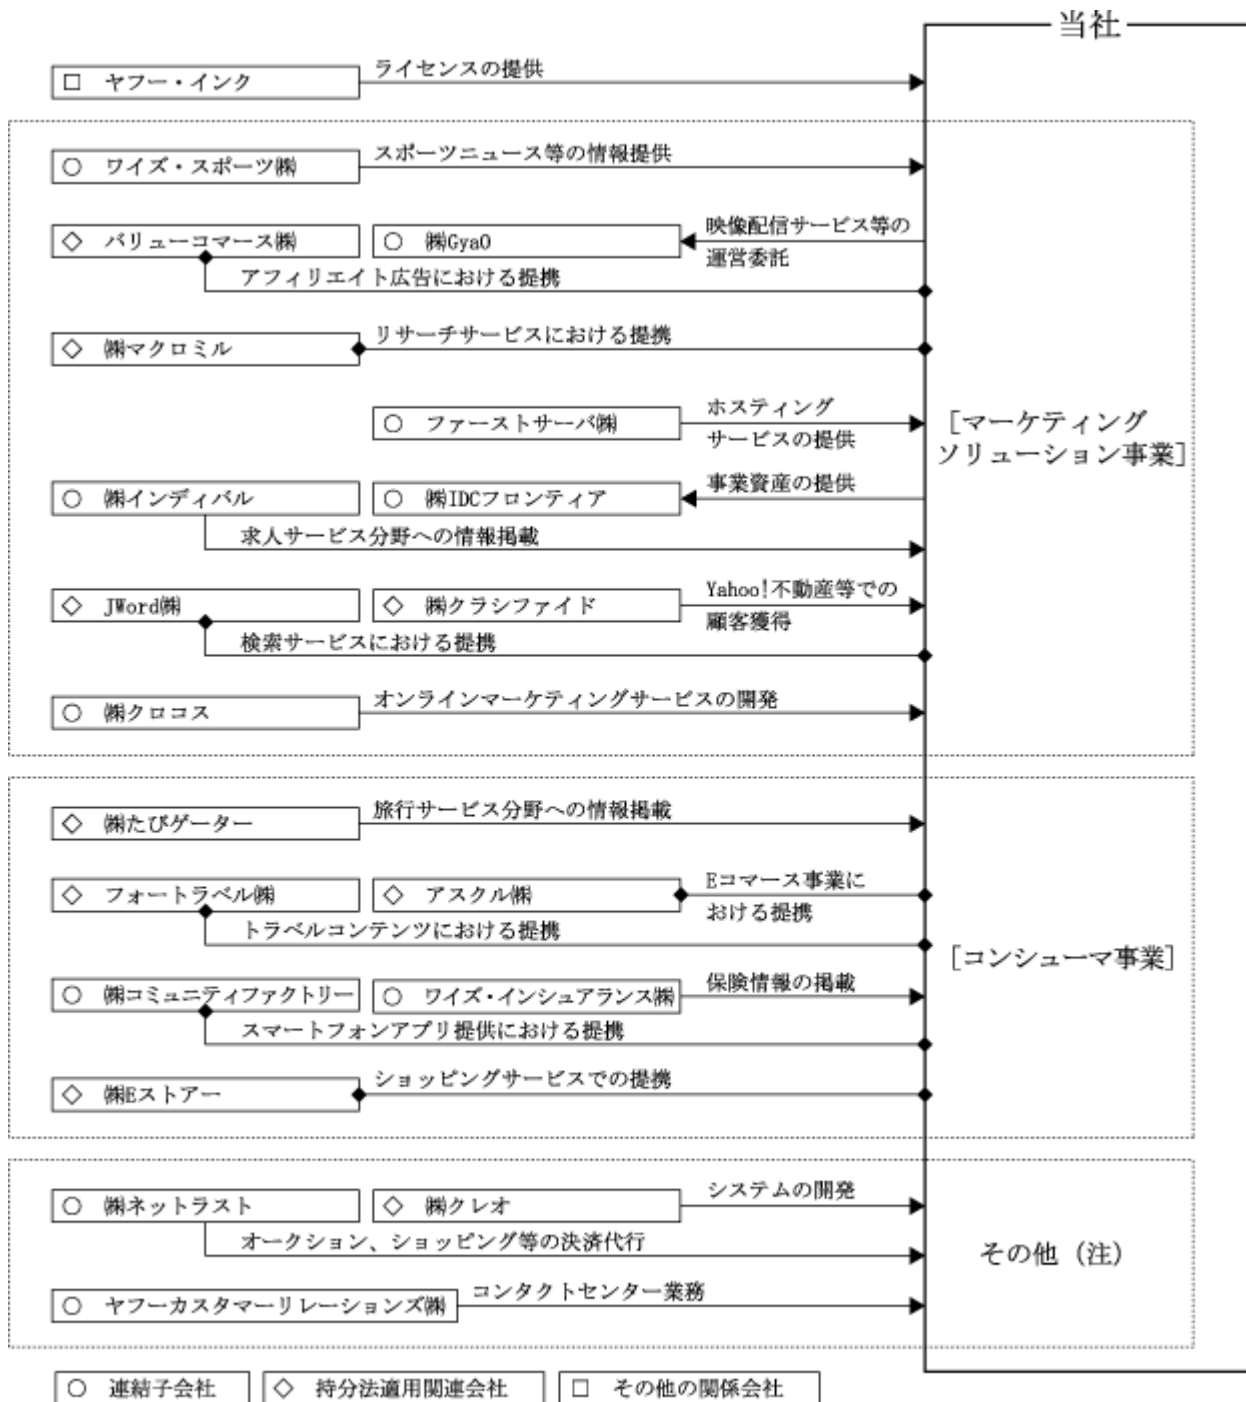 当社
□ ヤフー・インク
ライセンスの提供
○ ワイズ・スポーツ㈱
スポーツニュース等の情報提供
◇ バリューコマース㈱
○ ㈱GyaO
映像配信サービス等の
運営委託
アフィリエイト広告における提携
◇ ㈱マクロミル
リサーチサービスにおける提携
○ ファーストサーバ㈱
ホスティング
サービスの提供
[マーケティング
ソリューション事業]
○ ㈱インディバル
○ ㈱IDCフロンティア
事業資産の提供
求人サービス分野への情報掲載
◇ JWord㈱
◇ ㈱クラシファイド
Yahoo!不動産等での
顧客獲得
検索サービスにおける提携
○ ㈱クロコス
オンラインマーケティングサービスの開発
◇ ㈱たびゲーター
旅行サービス分野への情報掲載
◇ フォートラベル㈱
◇ アスクル㈱
Eコマース事業に
おける提携
トラベルコンテンツにおける提携
[コンシューマ事業]
○ ㈱コミュニティファクトリー
○ ワイズ・インシュアランス㈱
保険情報の掲載
スマートフォンアプリ提供における提携
◇ ㈱Eストアー
ショッピングサービスでの提携
○ ㈱ネットラスト
◇ ㈱クレオ
システムの開発
オークション、ショッピング等の決済代行
その他（注）
○ ヤフーカスタマーリレーションズ㈱
コンタクトセンター業務
○ 連結子会社
◇ 持分法適用関連会社
□ その他の関係会社